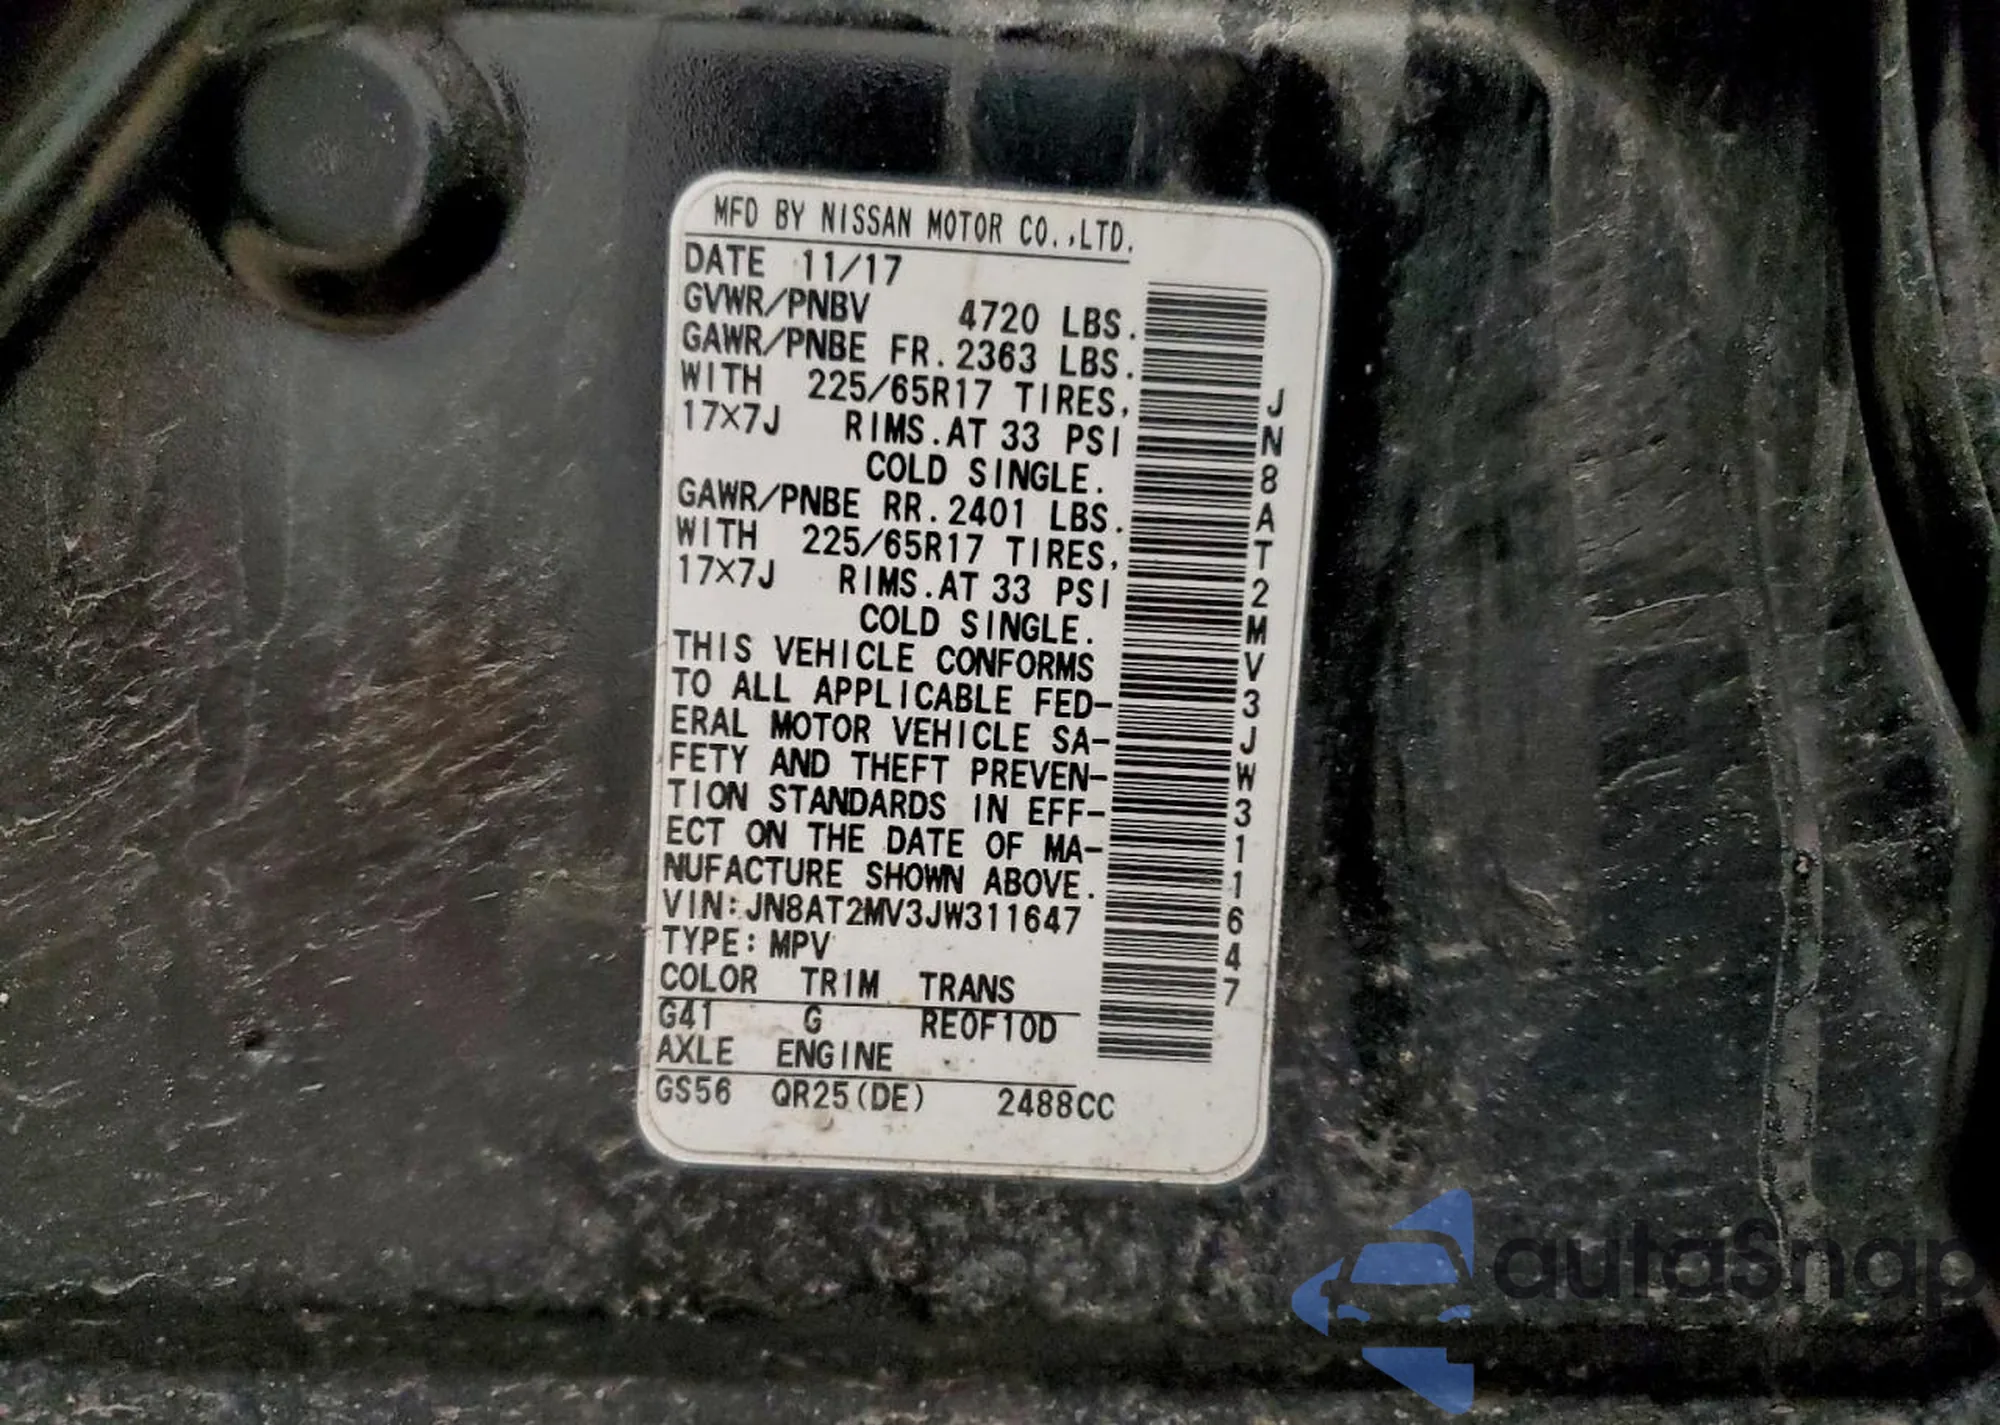 MFD BY NISSAN MOTOR CO.,LTD.
DATE 11/17
GVWR/PNBV 4720 LBS.
GAWR/PNBE FR.2363 LBS.
WITH 225/65R17 TIRES,
17X7J RIMS.AT 33 PSI
COLD SINGLE.
GAWR/PNBE RR.2401 LBS.
WITH 225/65R17 TIRES,
17X7J RIMS.AT 33 PSI
COLD SINGLE.
THIS VEHICLE CONFORMS
TO ALL APPLICABLE FED-
ERAL MOTOR VEHICLE SA-
FETY AND THEFT PREVEN-
TION STANDARDS IN EFF-
ECT ON THE DATE OF MA-
NUFACTURE SHOWN ABOVE.
VIN:JN8AT2MV3JW311647
TYPE:MPV
COLOR TRIM TRANS
G41 G RE0F10D
AXLE ENGINE
GS56 QR25(DE) 2488CC
JN8AT2MV3JW311647
autoSnap